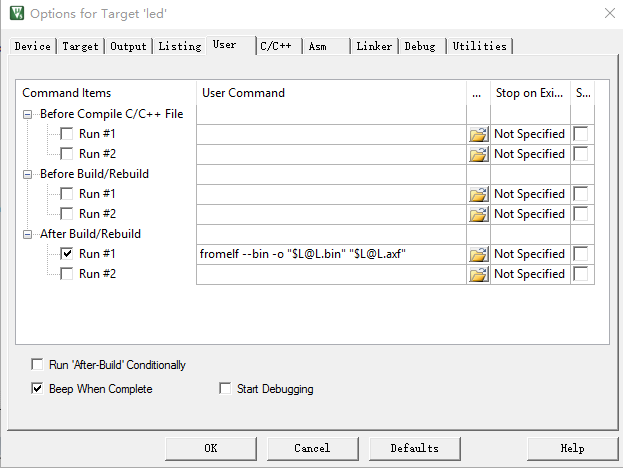 Options for Target 'led'
Device Target Output Listing User C/C++ Asm Linker Debug Utilities
Command Items User Command ... Stop on Exi... S...
Before Compile C/C++ File
Run #1 Not Specified
Run #2 Not Specified
Before Build/Rebuild
Run #1 Not Specified
Run #2 Not Specified
After Build/Rebuild
Run #1 fromelf --bin -o "$L@L.bin" "$L@L.axf" Not Specified
Run #2 Not Specified
Run 'After-Build' Conditionally
Beep When Complete Start Debugging
OK Cancel Defaults Help